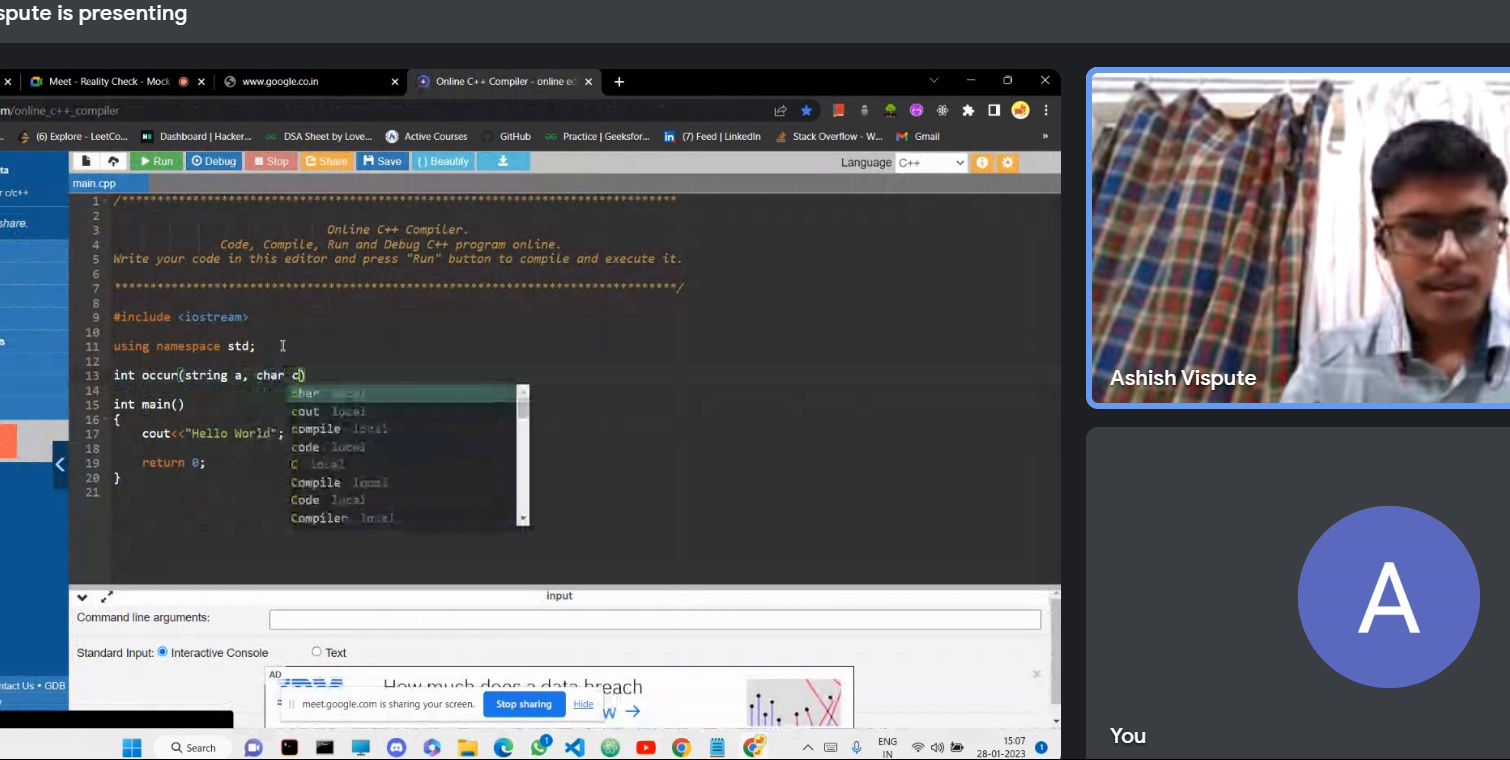 spute is presenting
Meet - Reality Check - Mock
www.google.co.in
Online C++ Compiler - online ed
m/online_c++_compiler
(6) Explore - LeetCo...
Dashboard | Hacker...
DSA Sheet by Love...
Active Courses
GitHub
Practice | Geeksfor...
(7) Feed | LinkedIn
Stack Overflow - W...
Gmail
»
ta
r c/c++
share.
s
ntact Us • GDB
Run
Debug
Stop
Share
Save
{ } Beautify
Language C++
main.cpp
1 /******************************************************************************
2
3 Online C++ Compiler.
4 Code, Compile, Run and Debug C++ program online.
5 Write your code in this editor and press "Run" button to compile and execute it.
6
7 *******************************************************************************/
8
9 #include <iostream>
10
11 using namespace std;
12
13 int occur(string a, char c)
14
15 int main()
16 {
17 cout<<"Hello World";
18
19 return 0;
20 }
21
char local
cout local
compile local
code local
C local
Compile local
Code local
Compiler local
input
Command line arguments:
Standard Input: Interactive Console Text
AD
How much does a data breach
meet.google.com is sharing your screen. Stop sharing Hide
Search
ENG
IN
15:07
28-01-2023
1
Ashish Vispute
A
You